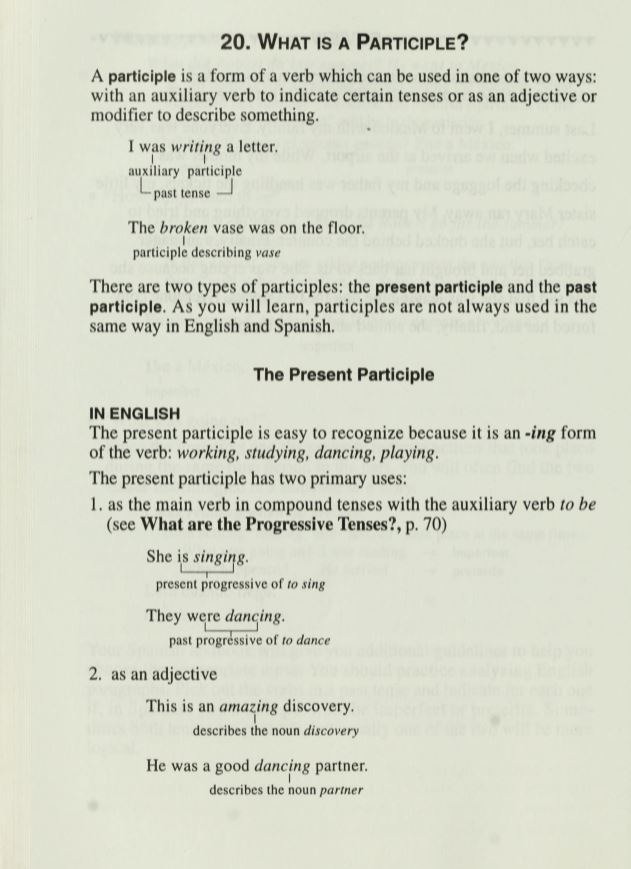 20. WHAT IS A PARTICIPLE?
A participle is a form of a verb which can be used in one of two ways:
with an auxiliary verb to indicate certain tenses or as an adjective or
modifier to describe something.
I was writing a letter.
auxiliary participle
past tense
The broken vase was on the floor.
participle describing vase
There are two types of participles: the present participle and the past
participle. As you will learn, participles are not always used in the
same way in English and Spanish.
The Present Participle
IN ENGLISH
The present participle is easy to recognize because it is an -ing form
of the verb: working, studying, dancing, playing.
The present participle has two primary uses:
1. as the main verb in compound tenses with the auxiliary verb to be
(see What are the Progressive Tenses?, p. 70)
She is singing.
present progressive of to sing
They were dancing.
past progressive of to dance
2. as an adjective
This is an amazing discovery.
describes the noun discovery
He was a good dancing partner.
describes the noun partner